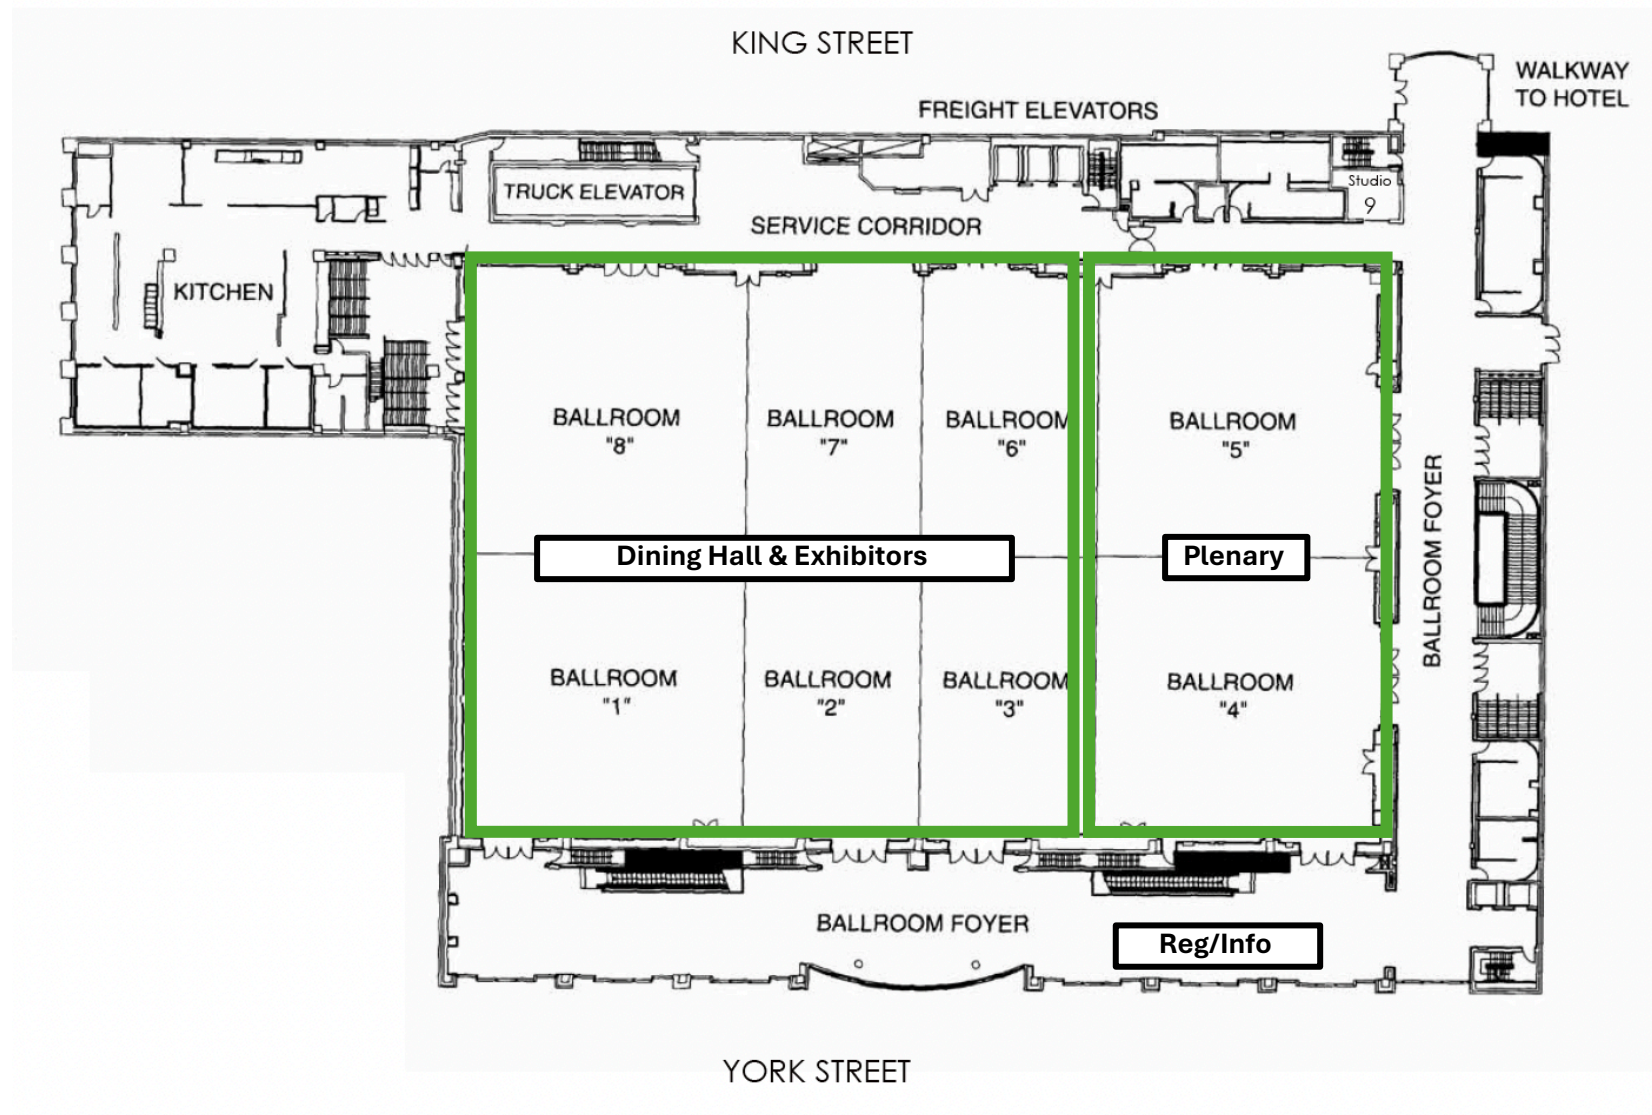 KING STREET
WALKWAY
TO HOTEL
FREIGHT ELEVATORS
TRUCK ELEVATOR
Studio
9
SERVICE CORRIDOR
KITCHEN
BALLROOM
"8"
BALLROOM
"7"
BALLROOM
"6"
BALLROOM
"5"
BALLROOM FOYER
Dining Hall & Exhibitors
Plenary
BALLROOM
"1"
BALLROOM
"2"
BALLROOM
"3"
BALLROOM
"4"
BALLROOM FOYER
Reg/Info
YORK STREET